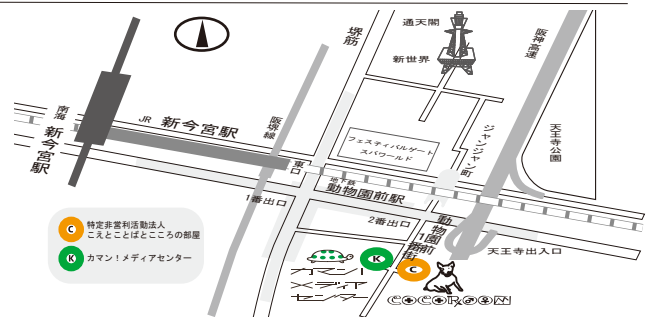 通天閣
新世界
堺筋
阪神高速
南海
新今宮駅
JR 新今宮駅
阪堺線
フェスティバルゲート
スパワールド
ジャンジャン町
天王寺公園
東口
地下鉄
動物園前駅
1番出口
2番出口
動物園前
1番街
天王寺出入口
C 特定非営利活動法人
こえとことばとこころの部屋
K カマン!メディアセンター
K
C
カマン!
メディア
センター
COCOROOM